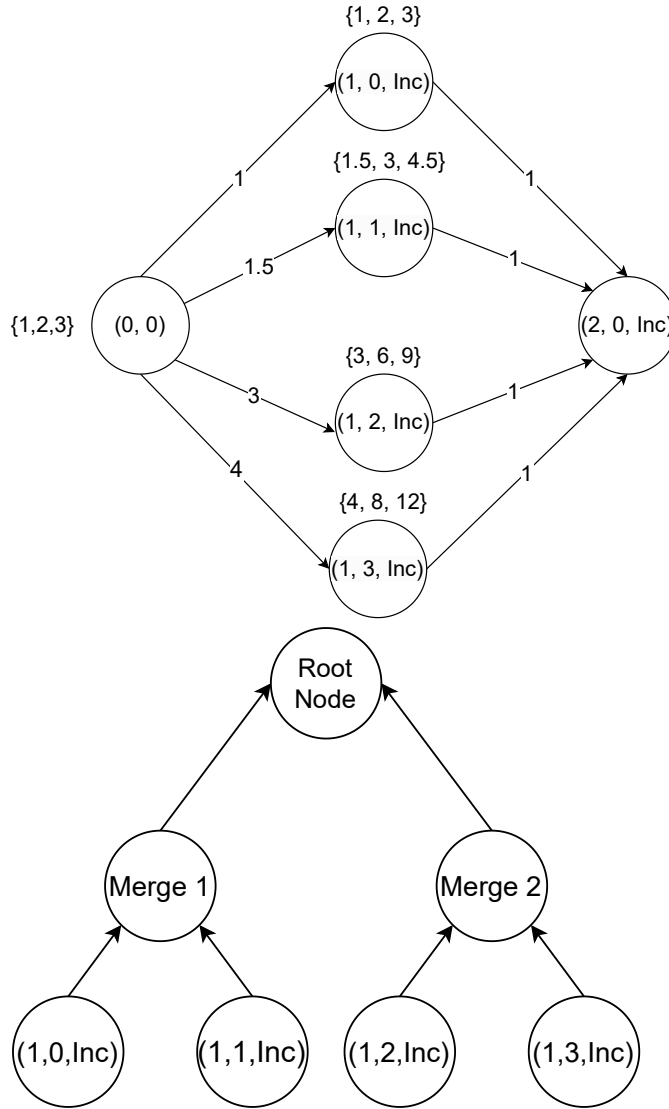 {1, 2, 3}
(1, 0, Inc)
1
1
{1.5, 3, 4.5}
(1, 1, Inc)
1.5
1
{1,2,3}
(0, 0)
(2, 0, Inc)
{3, 6, 9}
3
1
(1, 2, Inc)
4
1
{4, 8, 12}
(1, 3, Inc)
Root
Node
Merge 1
Merge 2
(1,0,Inc)
(1,1,Inc)
(1,2,Inc)
(1,3,Inc)